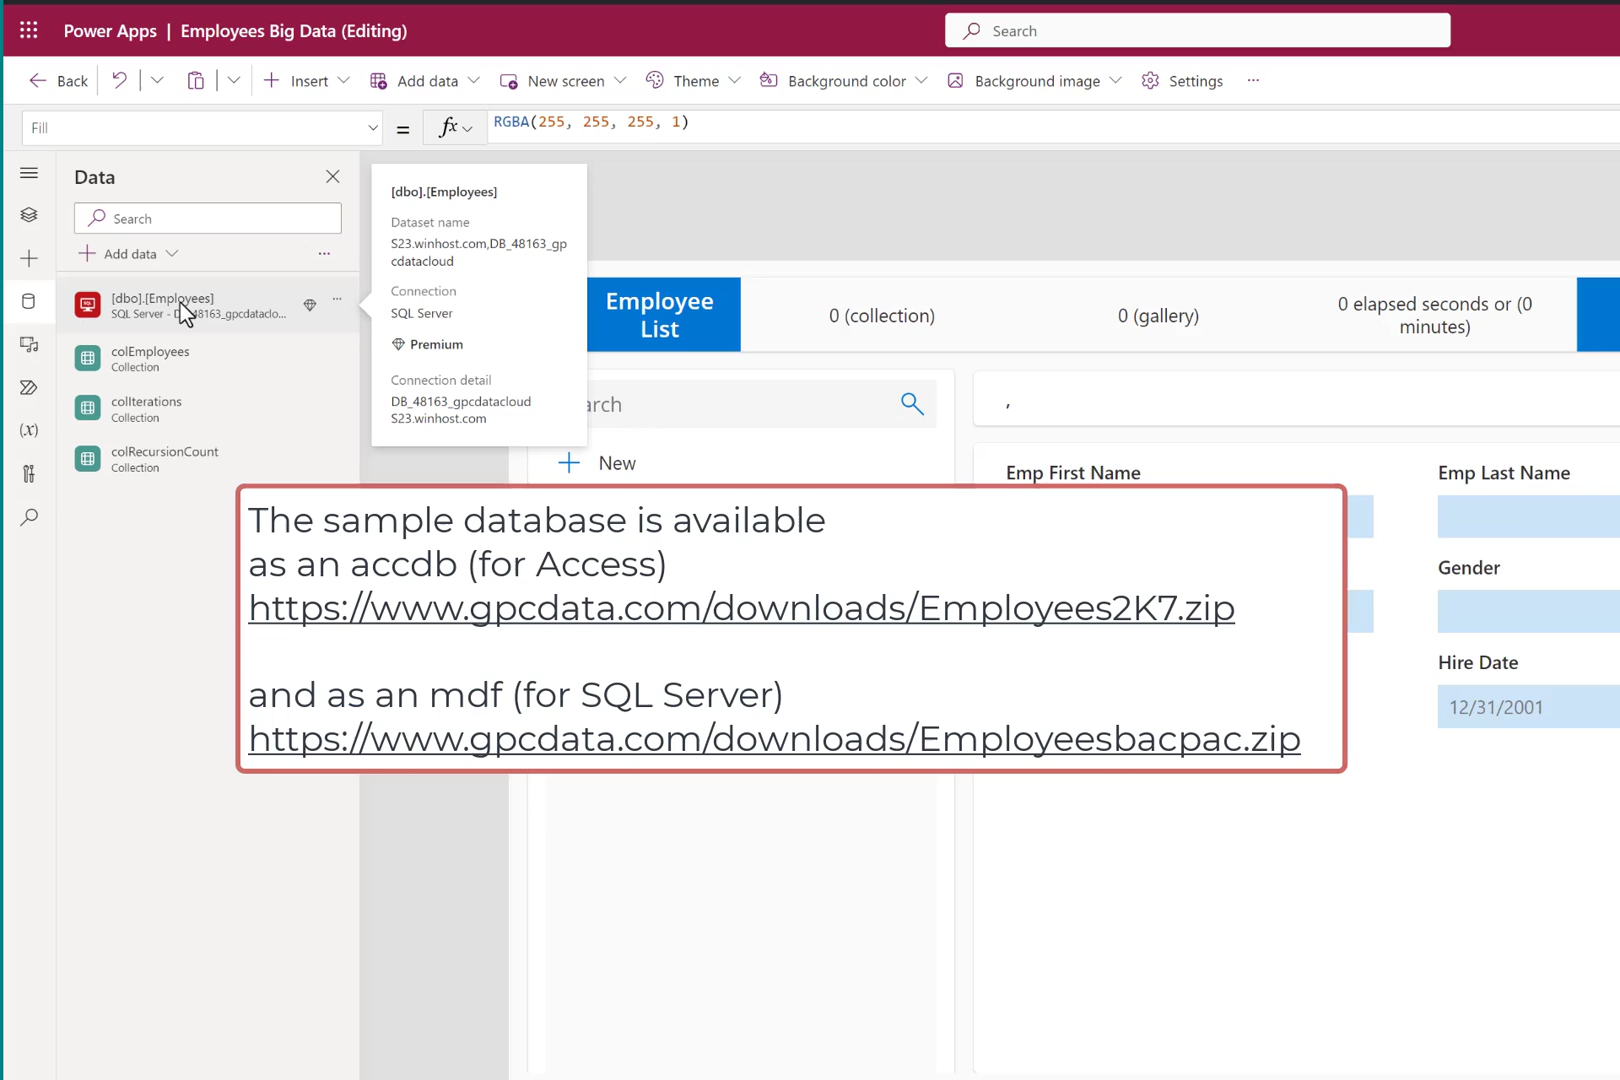 Power Apps | Employees Big Data (Editing)
Search
Back
Insert
Add data
New screen
Theme
Background color
Background image
Settings
Fill
=
fx
RGBA(255, 255, 255, 1)
Data
Search
Add data
[dbo].[Employees]
SQL Server - D 48163_gpcdataclo...
colEmployees
Collection
colIterations
Collection
colRecursionCount
Collection
[dbo].[Employees]
Dataset name
S23.winhost.com,DB_48163_gp
cdatacloud
Connection
SQL Server
Premium
Connection detail
DB_48163_gpcdatacloud
S23.winhost.com
Employee
List
0 (collection)
0 (gallery)
0 elapsed seconds or (0
minutes)
arch
New
,
Emp First Name
Emp Last Name
Gender
Hire Date
12/31/2001
The sample database is available
as an accdb (for Access)
https://www.gpcdata.com/downloads/Employees2K7.zip
and as an mdf (for SQL Server)
https://www.gpcdata.com/downloads/Employeesbacpac.zip